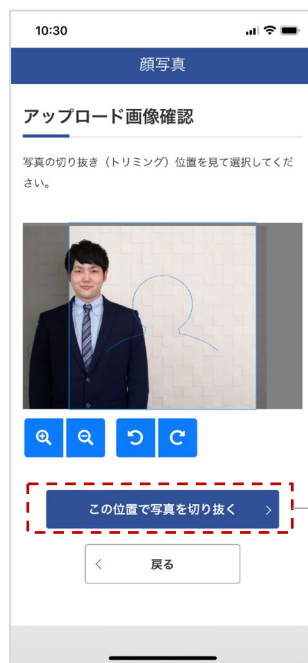 10:30
顔写真
アップロード画像確認
写真の切り抜き（トリミング）位置を見て選択してくだ
さい。
この位置で写真を切り抜く
戻る